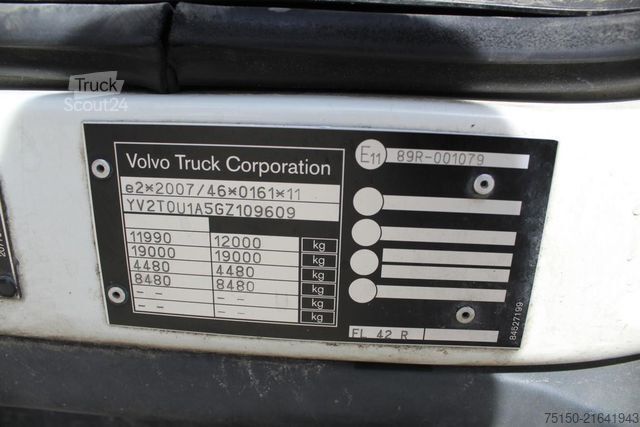 Truck
Scout24
Volvo Truck Corporation
e2*2007/46*0161*11
YV2T0U1A5GZ109609
11990 12000 kg
19000 19000 kg
4480 4480 kg
8480 8480 kg
- - - - kg
- - - - kg
E11 89R-001079
FL 42 R
84527199
75150-21641943